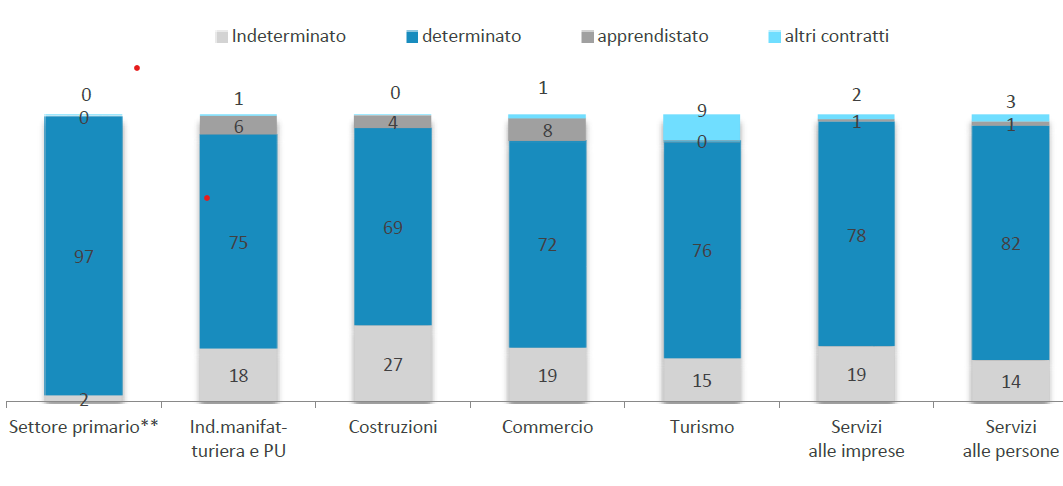 Indeterminato determinato apprendistato altri contratti
0 1 0 1 9 2 3
0 6 4 8 0 1 1
97 75 69 72 76 78 82
2 18 27 19 15 19 14
Settore primario** Ind.manifat- Costruzioni Commercio Turismo Servizi Servizi
turiera e PU alle imprese alle persone